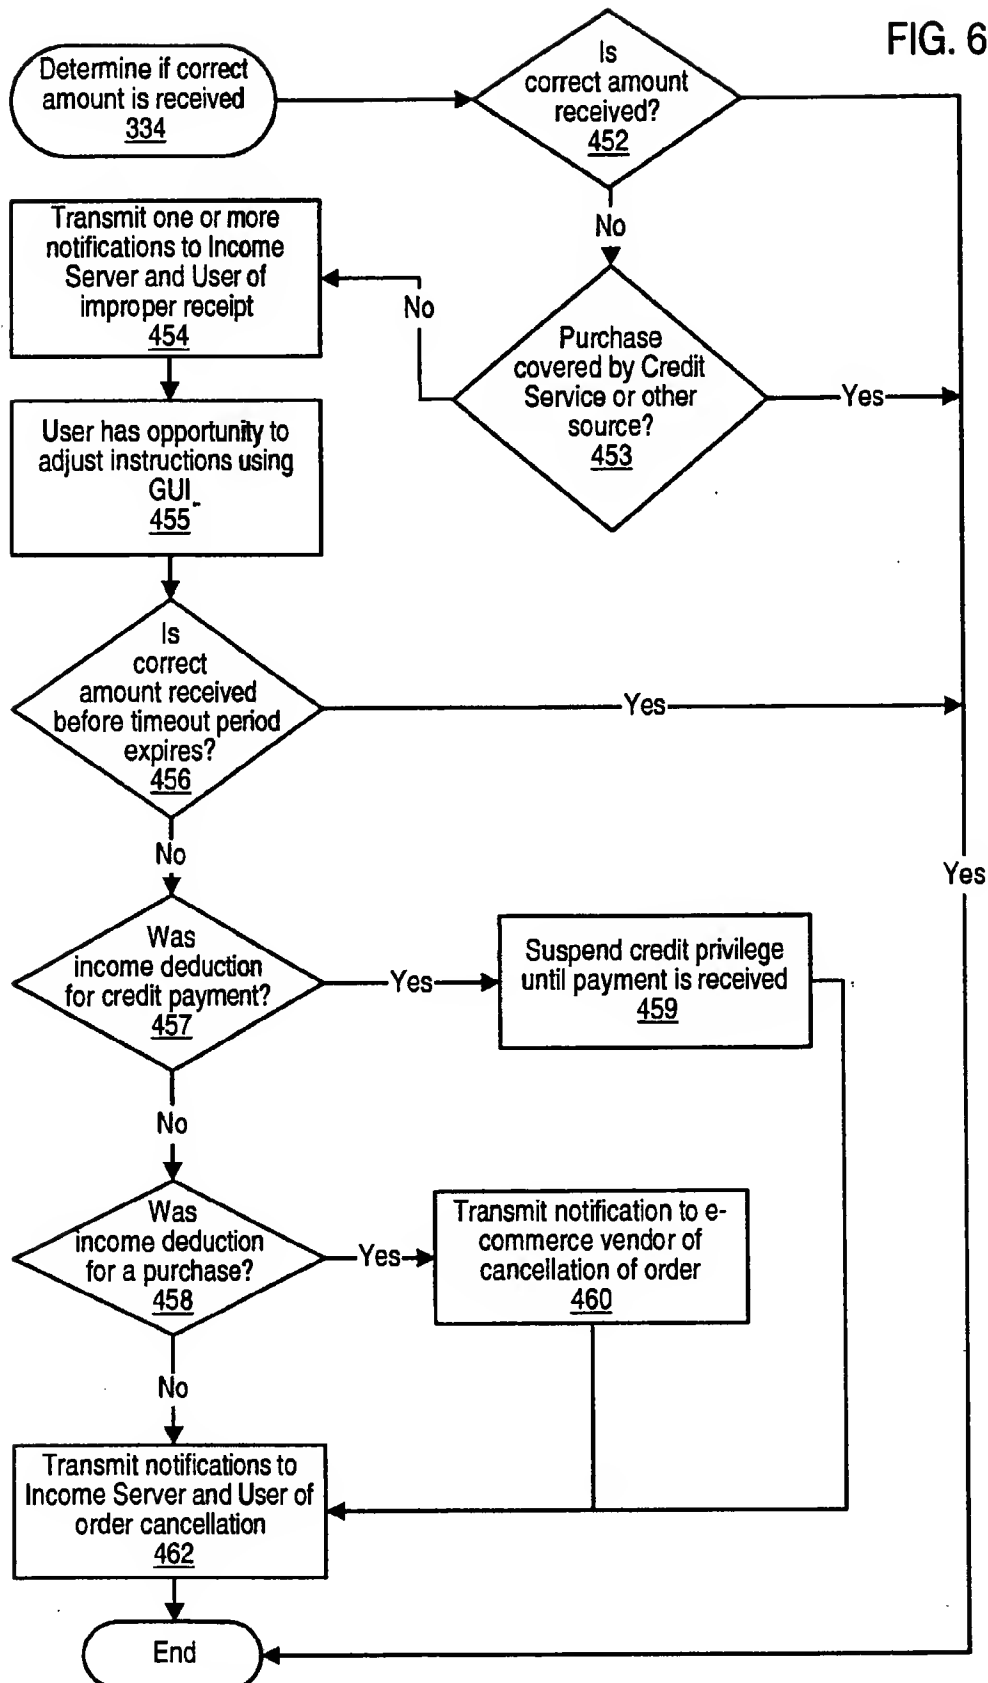 FIG. 6
Determine if correct
amount is received
334
Is
correct amount
received?
452
No
Transmit one or more
notifications to Income
Server and User of
improper receipt
454
No
Purchase
covered by Credit
Service or other
source?
453
Yes
User has opportunity to
adjust instructions using
GUI
455
Is
correct
amount received
before timeout period
expires?
456
Yes
No
Yes
Was
income deduction
for credit payment?
457
Yes
Suspend credit privilege
until payment is received
459
No
Was
income deduction
for a purchase?
458
Yes
Transmit notification to e-
commerce vendor of
cancellation of order
460
No
Transmit notifications to
Income Server and User of
order cancellation
462
End